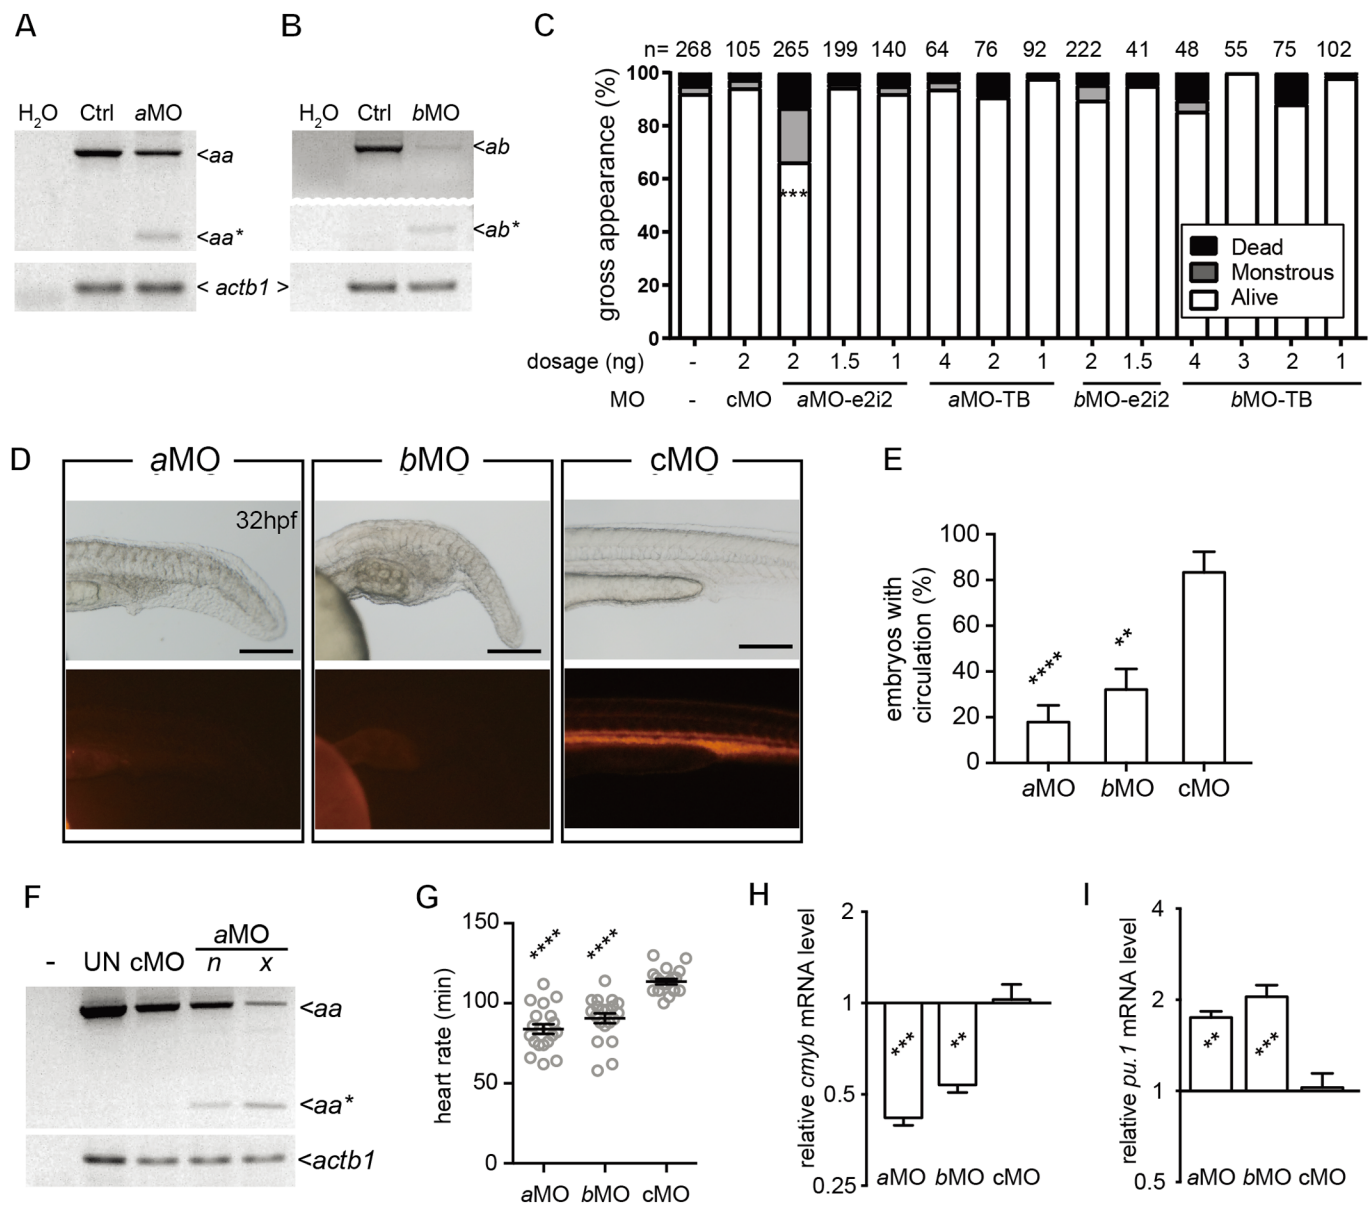 A
H2O Ctrl aMO
<aa
<aa*
< actb1 >
B
H2O Ctrl bMO
<ab
<ab*
C
n= 268 105 265 199 140 64 76 92 222 41 48 55 75 102
gross appearance (%)
100
80
60
40
20
0
***
Dead
Monstrous
Alive
dosage (ng) - 2 2 1.5 1 4 2 1 2 1.5 4 3 2 1
MO - cMO aMO-e2i2 aMO-TB bMO-e2i2 bMO-TB
D
aMO bMO cMO
32hpf
E
embryos with
circulation (%)
100
80
60
40
20
0
****
**
aMO bMO cMO
F
aMO
- UN cMO n x
<aa
<aa*
<actb1
G
heart rate (min)
150
100
50
0
**** ****
aMO bMO cMO
H
relative cmyb mRNA level
2
1
0.5
0.25
*** **
aMO bMO cMO
I
relative pu.1 mRNA level
4
2
1
0.5
** ***
aMO bMO cMO